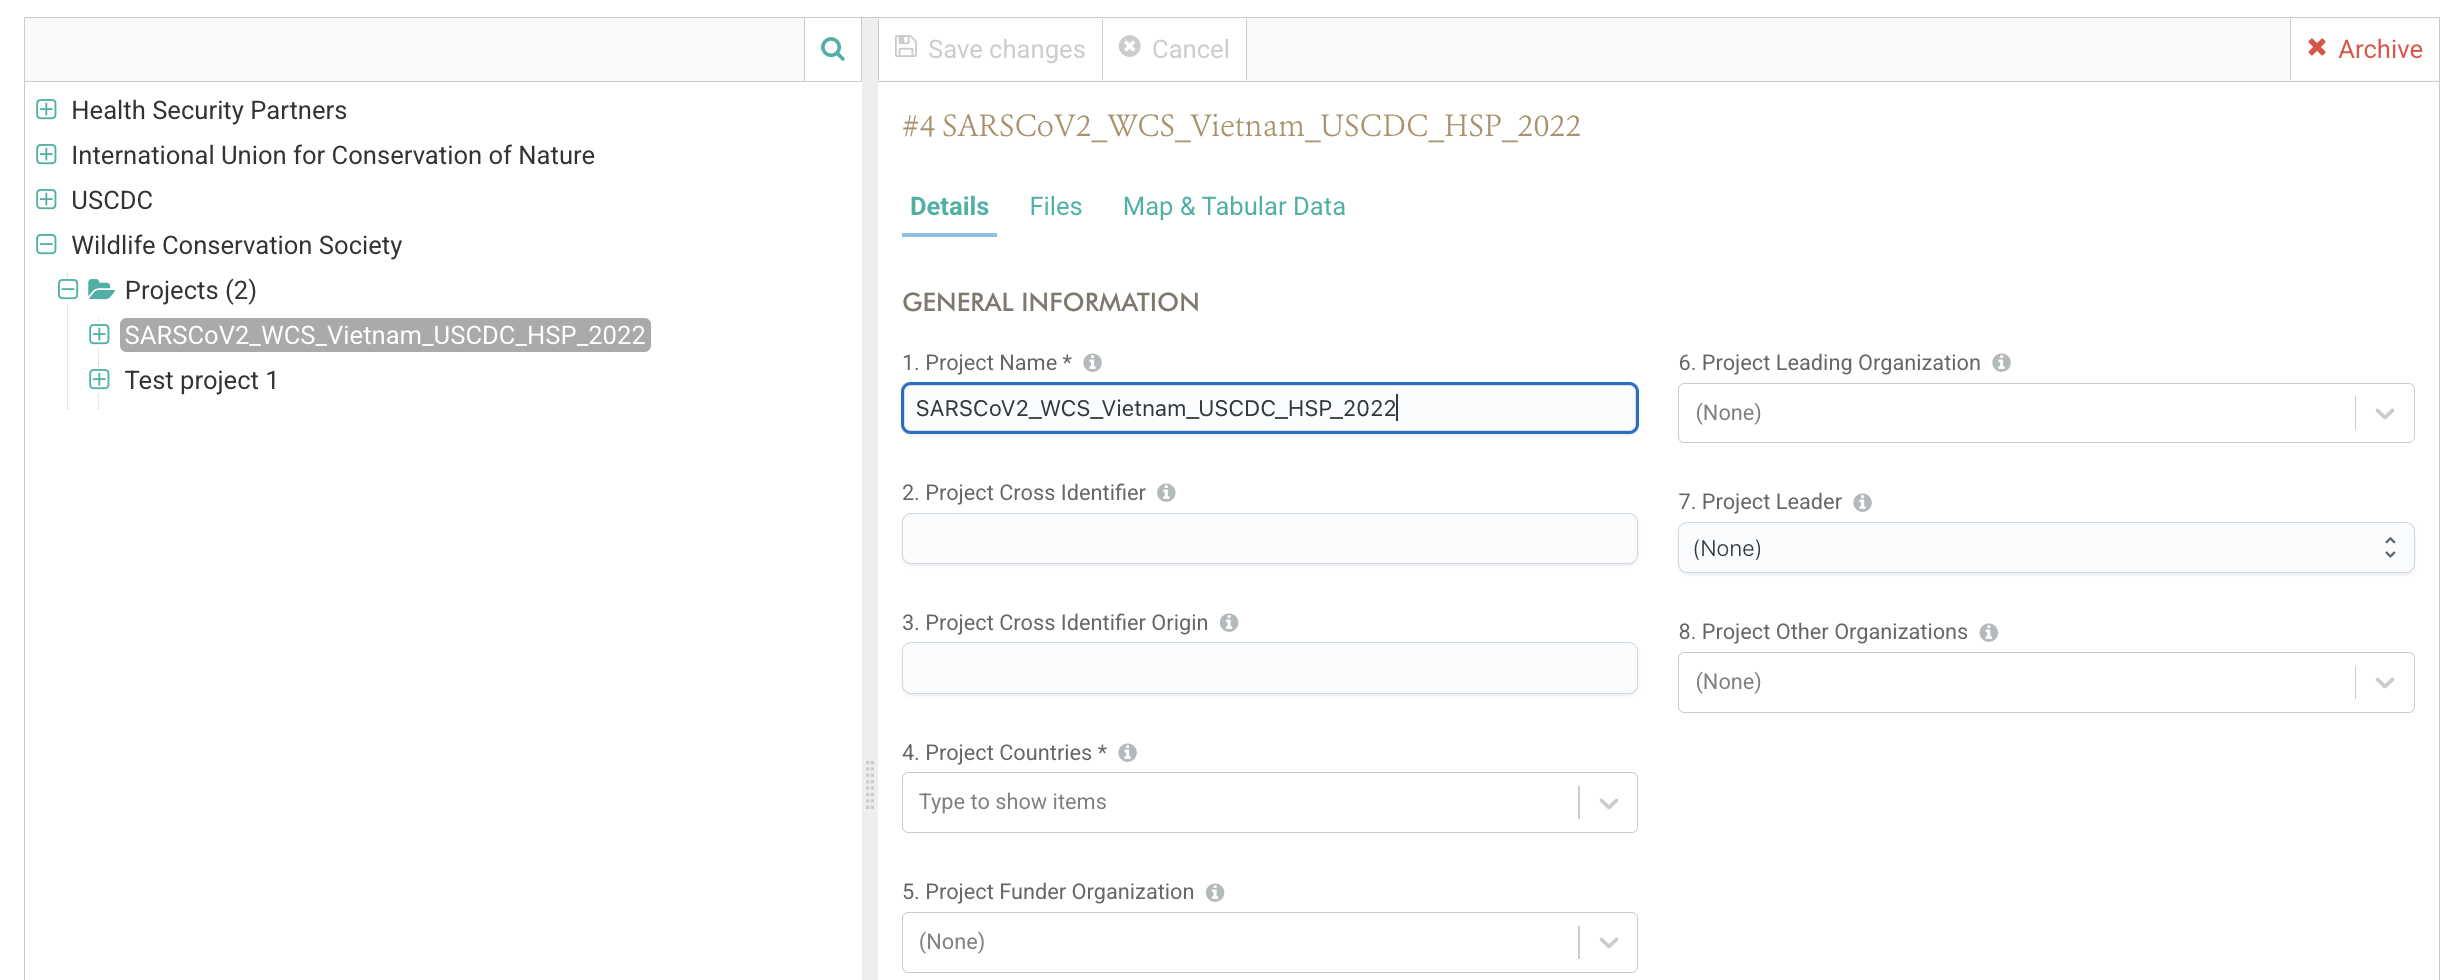 Save changes
Cancel
Archive
Health Security Partners
International Union for Conservation of Nature
USCDC
Wildlife Conservation Society
Projects (2)
SARSCoV2_WCS_Vietnam_USCDC_HSP_2022
Test project 1
#4 SARSCoV2_WCS_Vietnam_USCDC_HSP_2022
Details Files Map & Tabular Data
GENERAL INFORMATION
1. Project Name *
SARSCoV2_WCS_Vietnam_USCDC_HSP_2022
2. Project Cross Identifier
3. Project Cross Identifier Origin
4. Project Countries *
Type to show items
5. Project Funder Organization
(None)
6. Project Leading Organization
(None)
7. Project Leader
(None)
8. Project Other Organizations
(None)